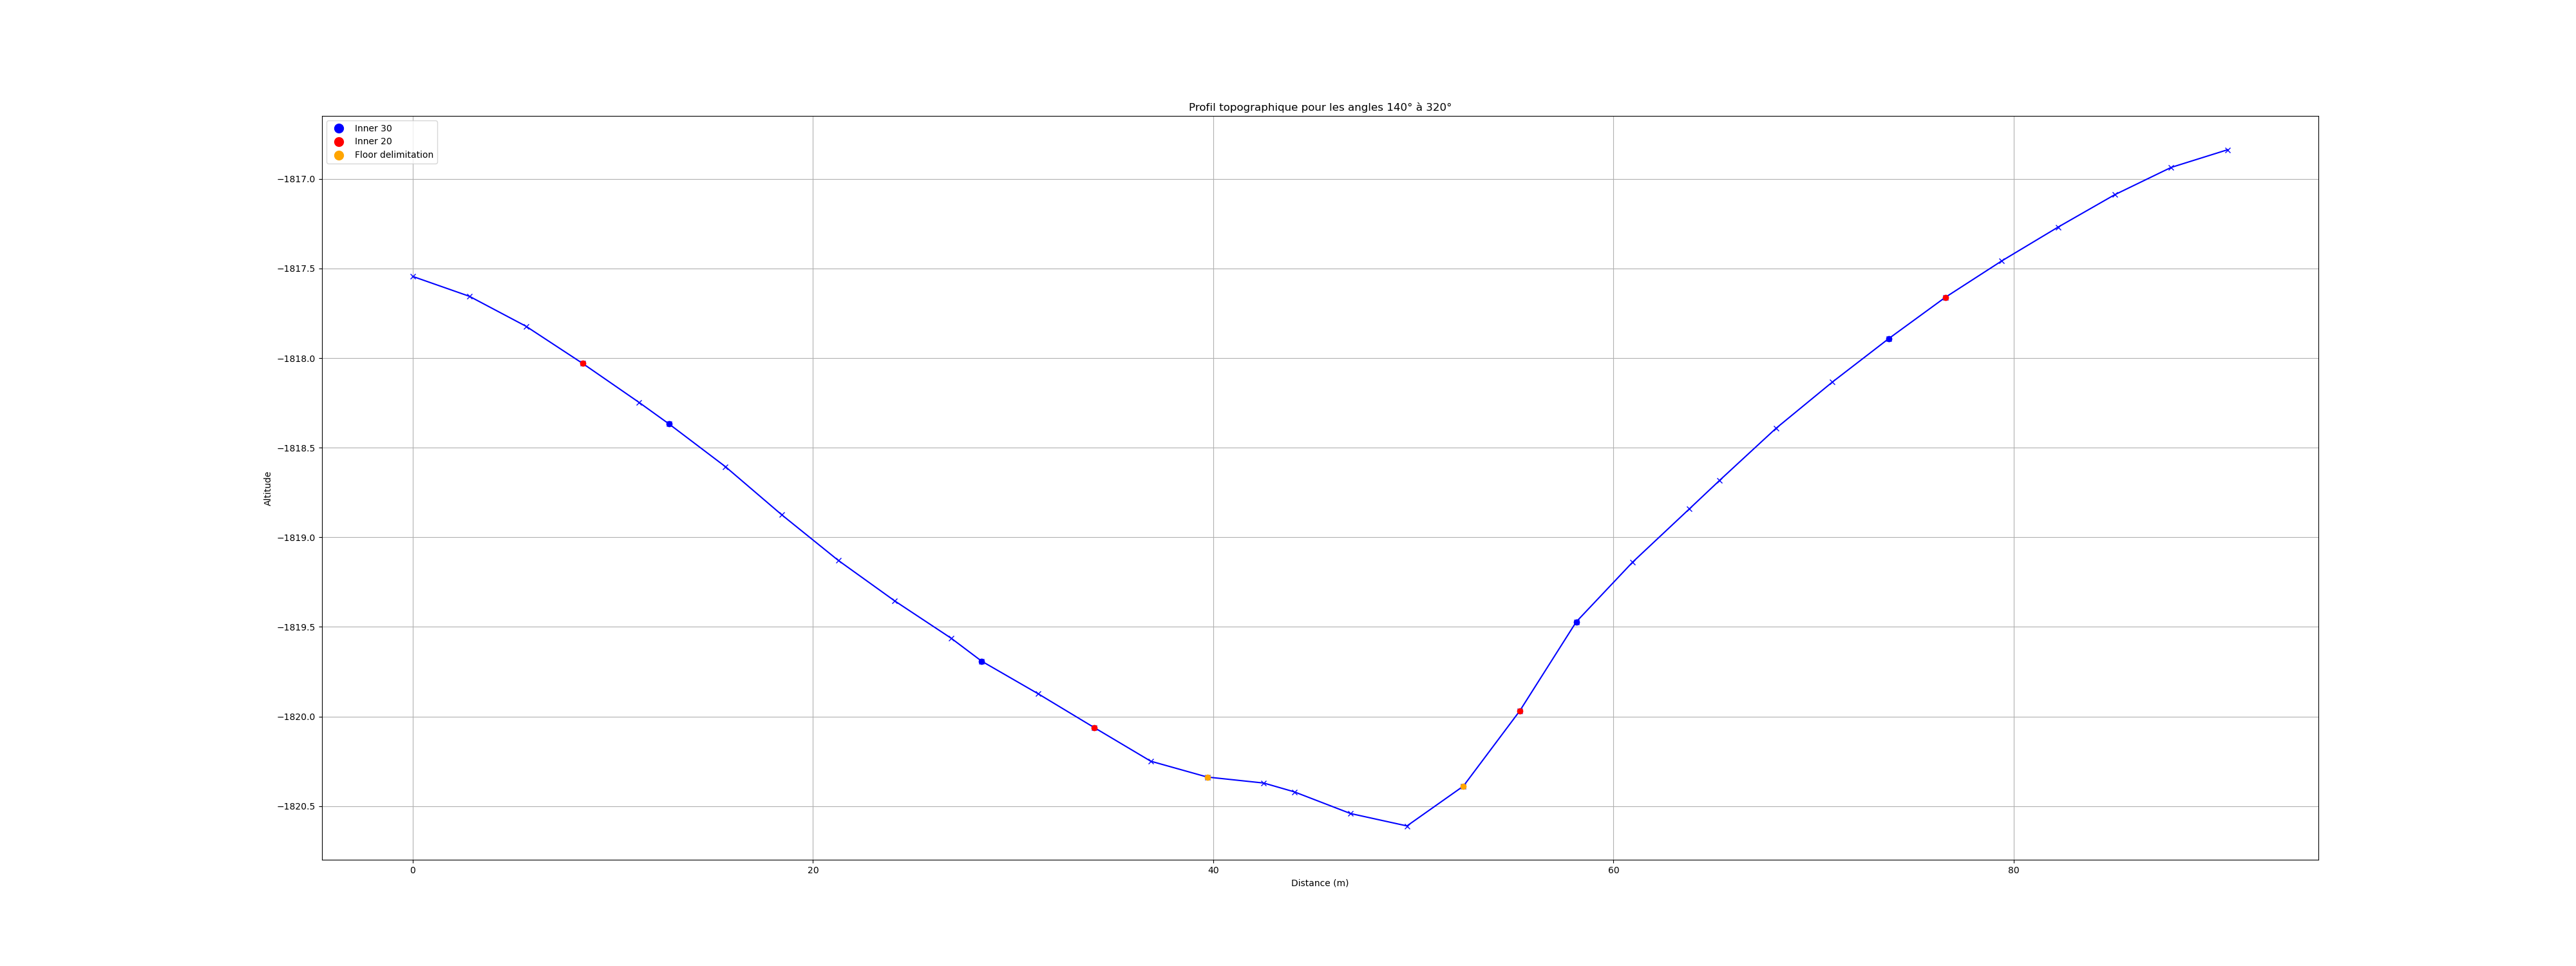 Profil topographique pour les angles 140° à 320°
Inner 30
Inner 20
Floor delimitation
−1817.0
−1817.5
−1818.0
−1818.5
−1819.0
−1819.5
−1820.0
−1820.5
Altitude
0 20 40 60 80
Distance (m)